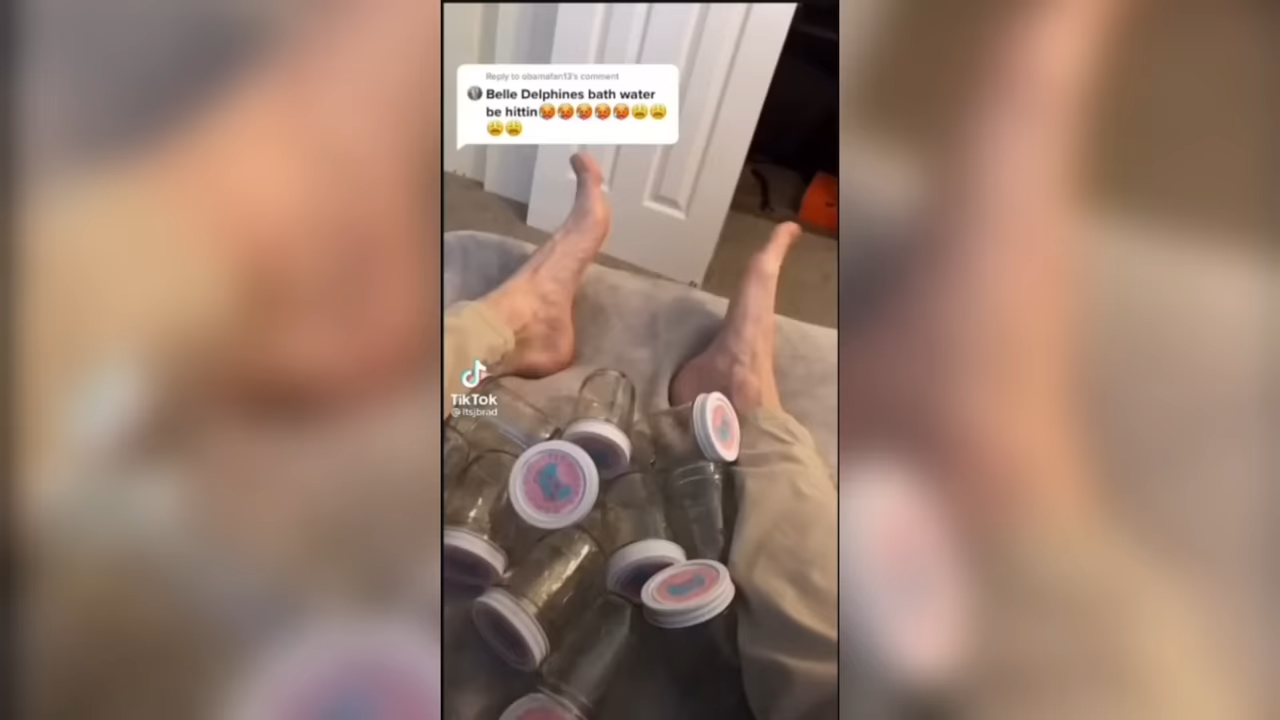 Reply to obamafan13's comment
Belle Delphines bath water
be hittin🥵🥵🥵🥵🥵😩😩
😩😩
TikTok
@itsjbrad